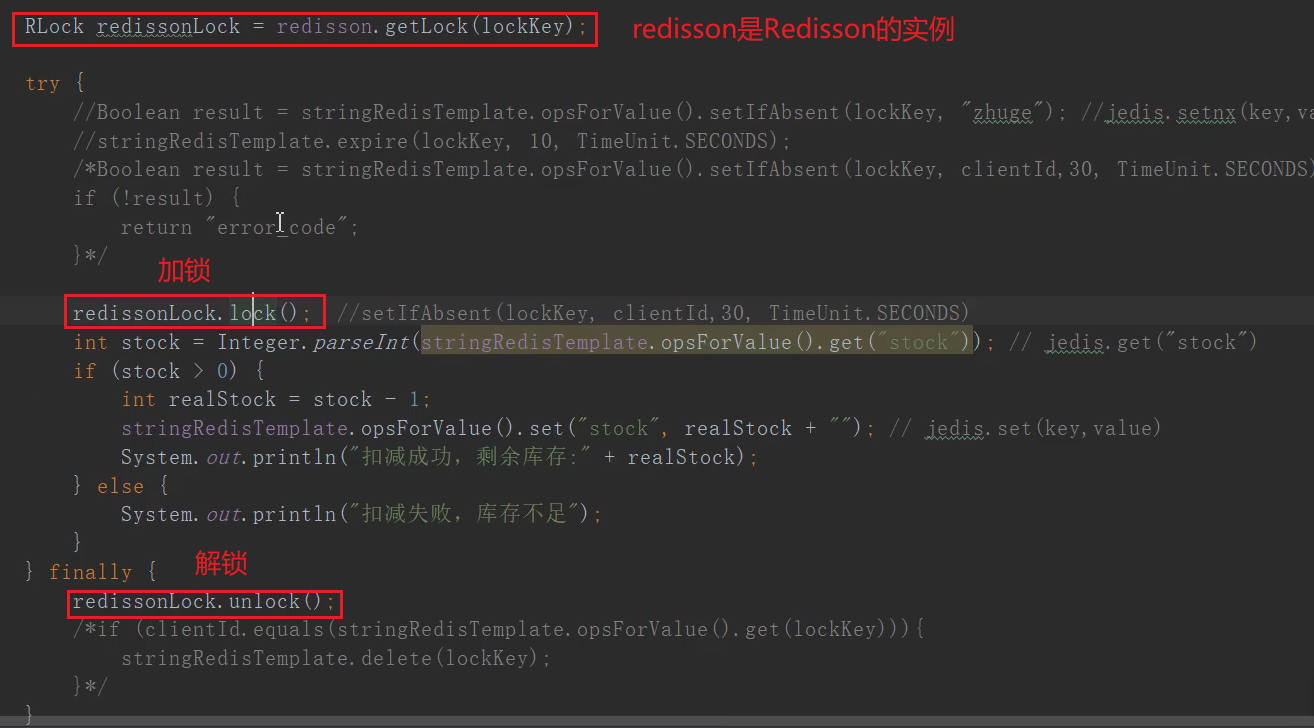 RLock redissonLock = redisson.getLock(lockKey); redisson是Redisson的实例
try {
//Boolean result = stringRedisTemplate.opsForValue().setIfAbsent(lockKey, "zhuge"); //jedis.setnx(key,va
//stringRedisTemplate.expire(lockKey, 10, TimeUnit.SECONDS);
/*Boolean result = stringRedisTemplate.opsForValue().setIfAbsent(lockKey, clientId,30, TimeUnit.SECONDS)
if (!result) {
return "error_code";
}*/
加锁
redissonLock.lock(); //setIfAbsent(lockKey, clientId,30, TimeUnit.SECONDS)
int stock = Integer.parseInt(stringRedisTemplate.opsForValue().get("stock")); // jedis.get("stock")
if (stock > 0) {
int realStock = stock - 1;
stringRedisTemplate.opsForValue().set("stock", realStock + ""); // jedis.set(key,value)
System.out.println("扣减成功，剩余库存:" + realStock);
} else {
System.out.println("扣减失败，库存不足");
}
} finally {
解锁
redissonLock.unlock();
/*if (clientId.equals(stringRedisTemplate.opsForValue().get(lockKey))){
stringRedisTemplate.delete(lockKey);
}*/
}